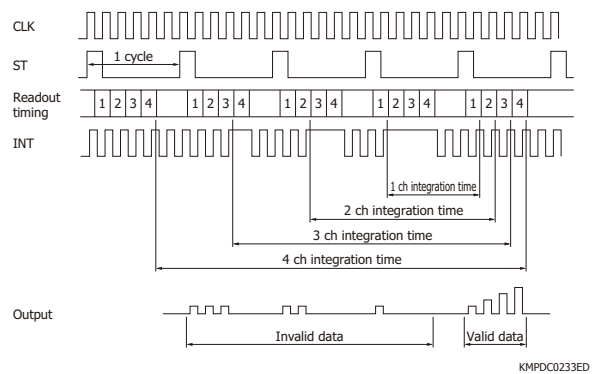 CLK
ST
1 cycle
Readout
timing
1 2 3 4 1 2 3 4 1 2 3 4 1 2 3 4 1 2 3 4
INT
1 ch integration time
2 ch integration time
3 ch integration time
4 ch integration time
Output
Invalid data
Valid data
KMPDC0233ED